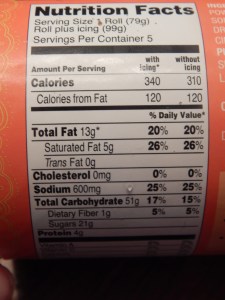 Nutrition Facts
Serving Size 1 Roll (79g)
Roll plus icing (99g)
Servings Per Container 5
Amount Per Serving with icing* without icing
Calories 340 310
Calories from Fat 120 120
% Daily Value*
Total Fat 13g* 20% 20%
Saturated Fat 5g 26% 26%
Trans Fat 0g
Cholesterol 0mg 0% 0%
Sodium 600mg 25% 25%
Total Carbohydrate 51g 17% 15%
Dietary Fiber 1g 5% 5%
Sugars 21g
Protein 4g